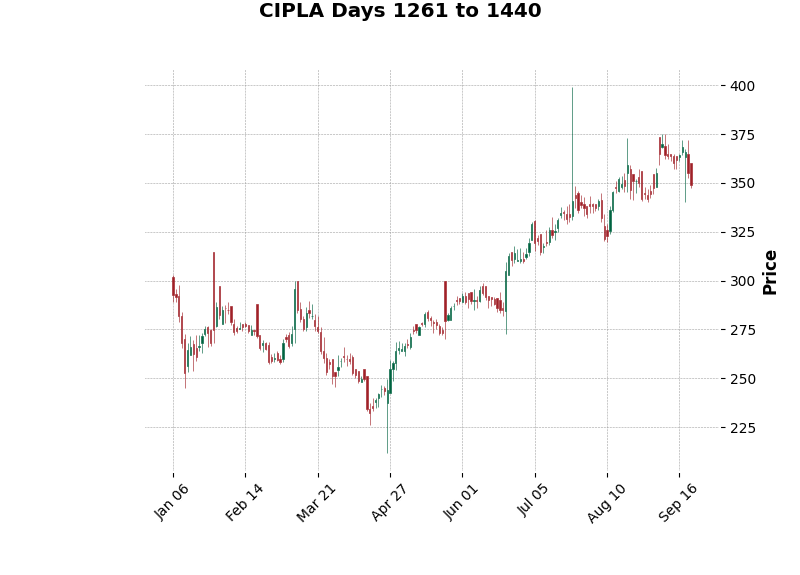 CIPLA Days 1261 to 1440
400
375
350
325
300
275
250
225
Price
Jan 06
Feb 14
Mar 21
Apr 27
Jun 01
Jul 05
Aug 10
Sep 16